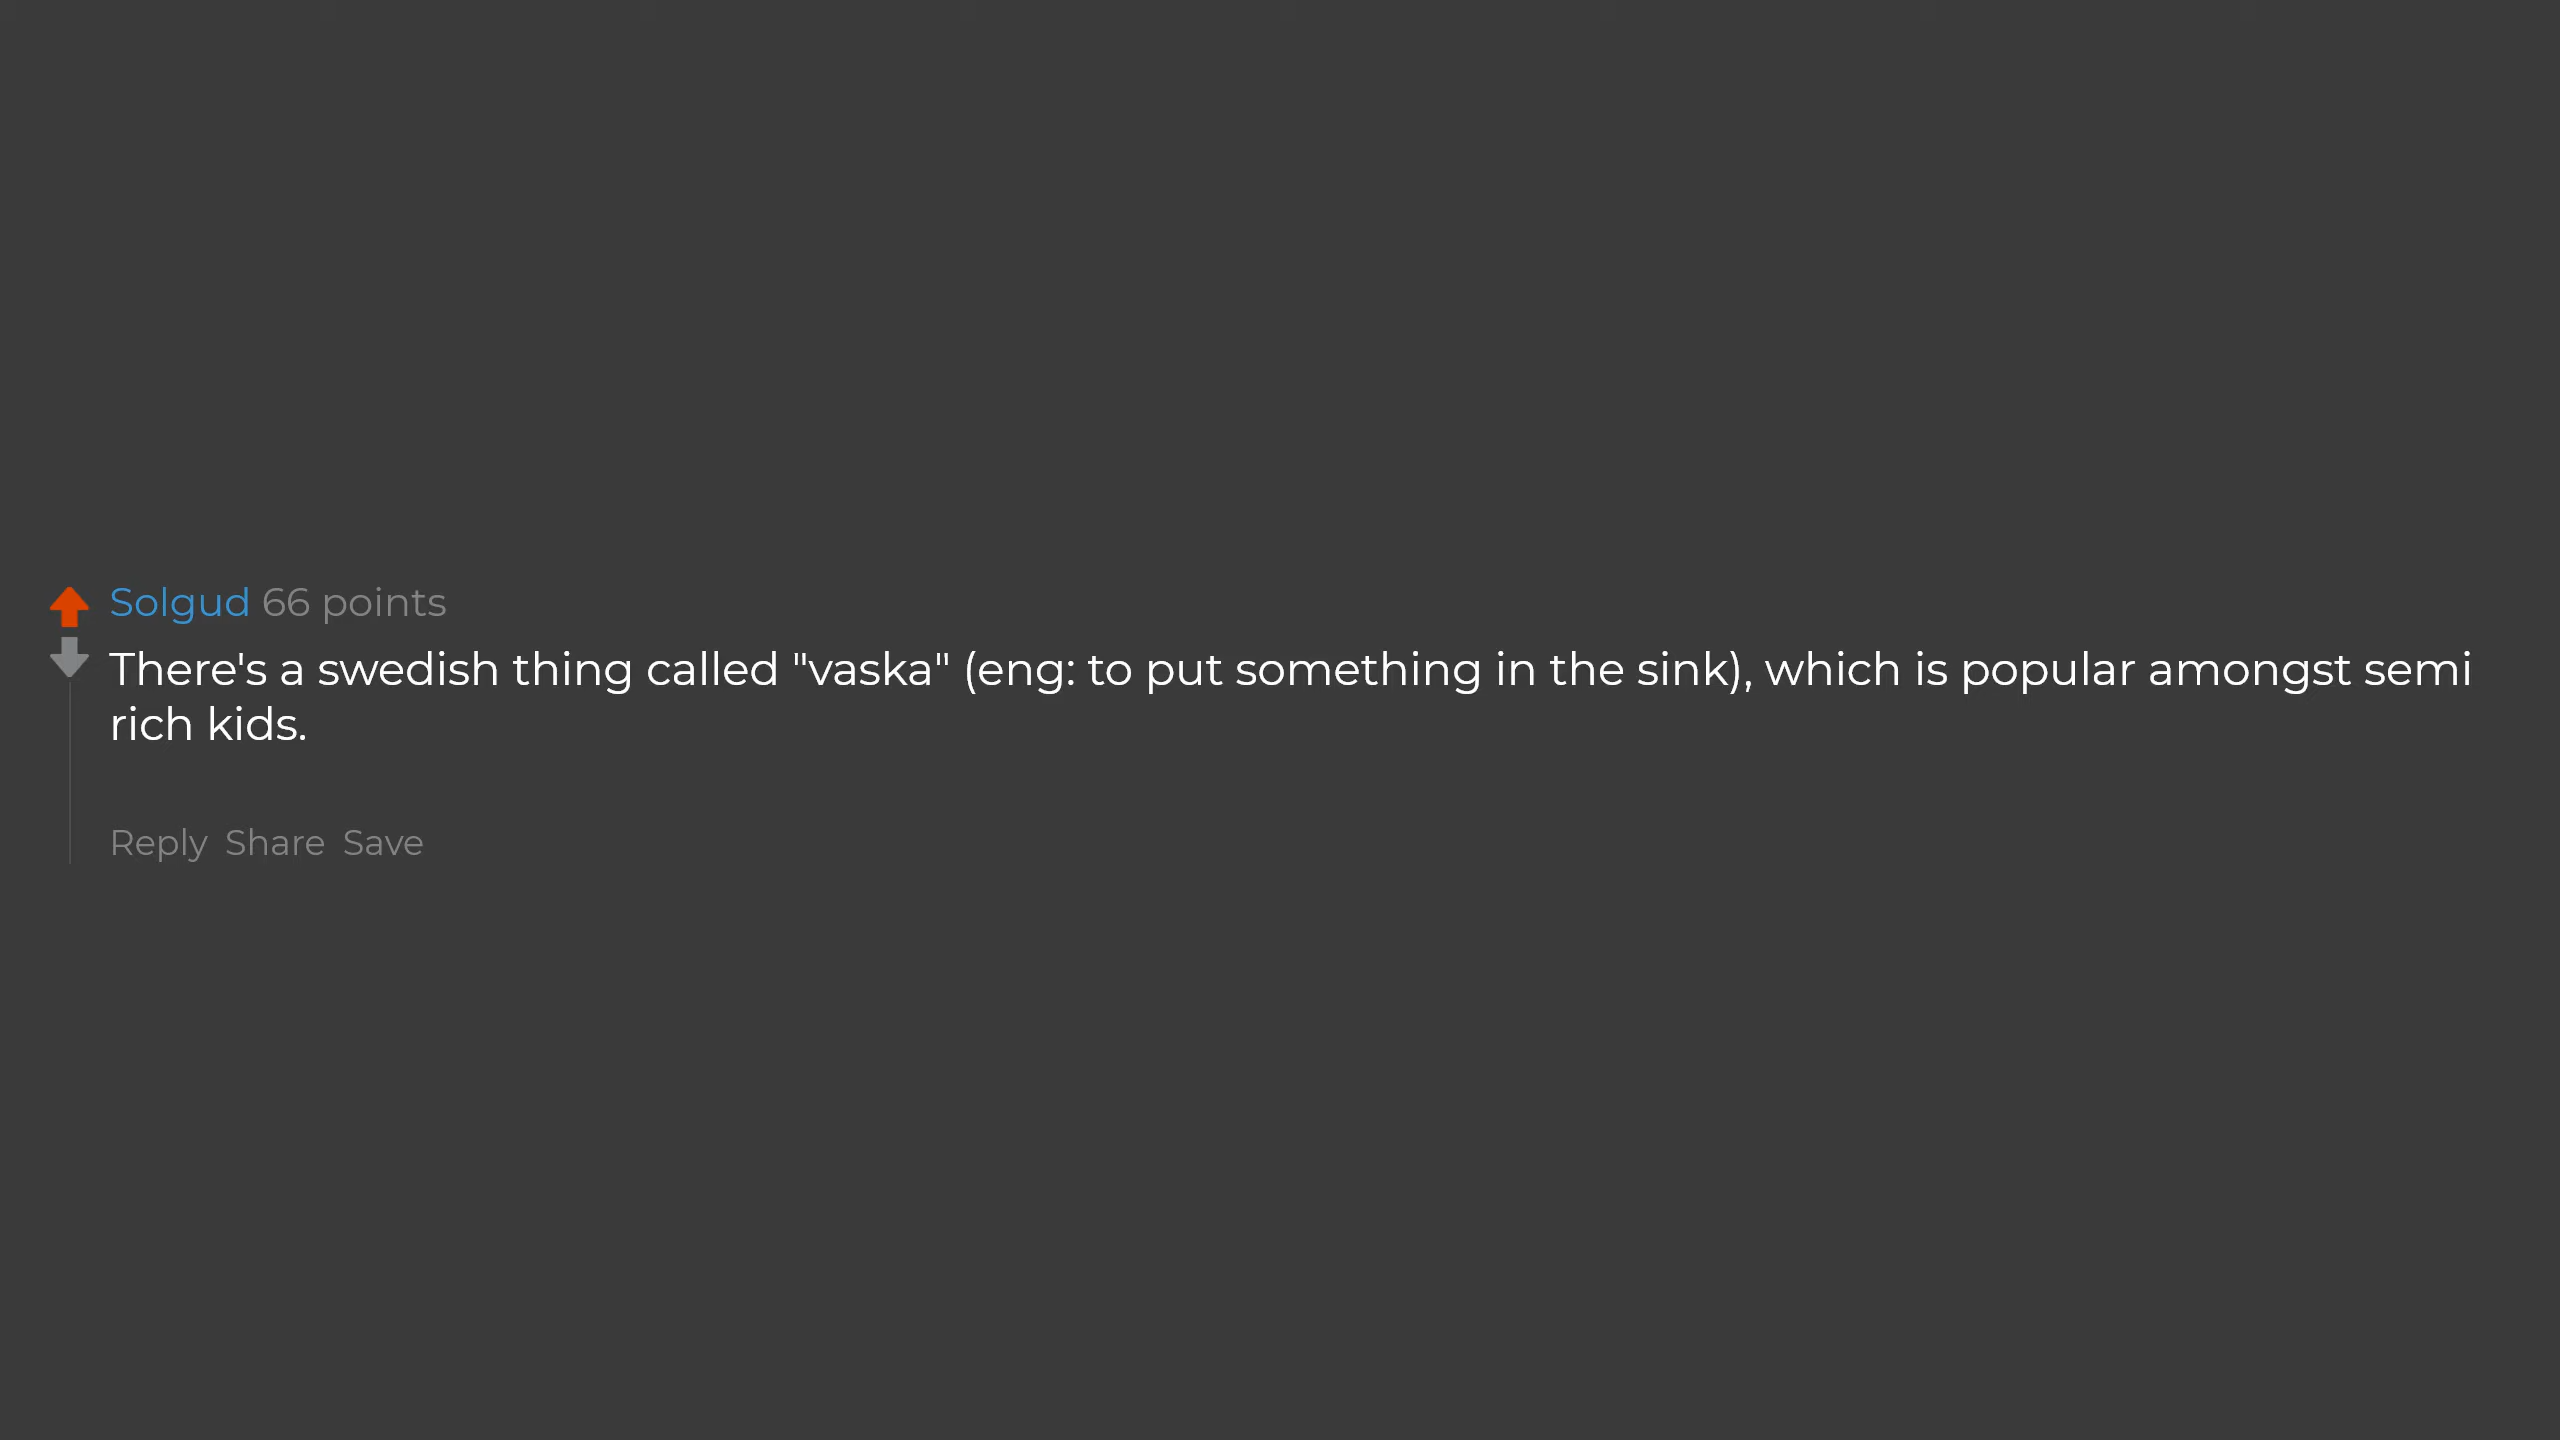 Solgud 66 points
There's a swedish thing called "vaska" (eng: to put something in the sink), which is popular amongst semi
rich kids.
Reply Share Save